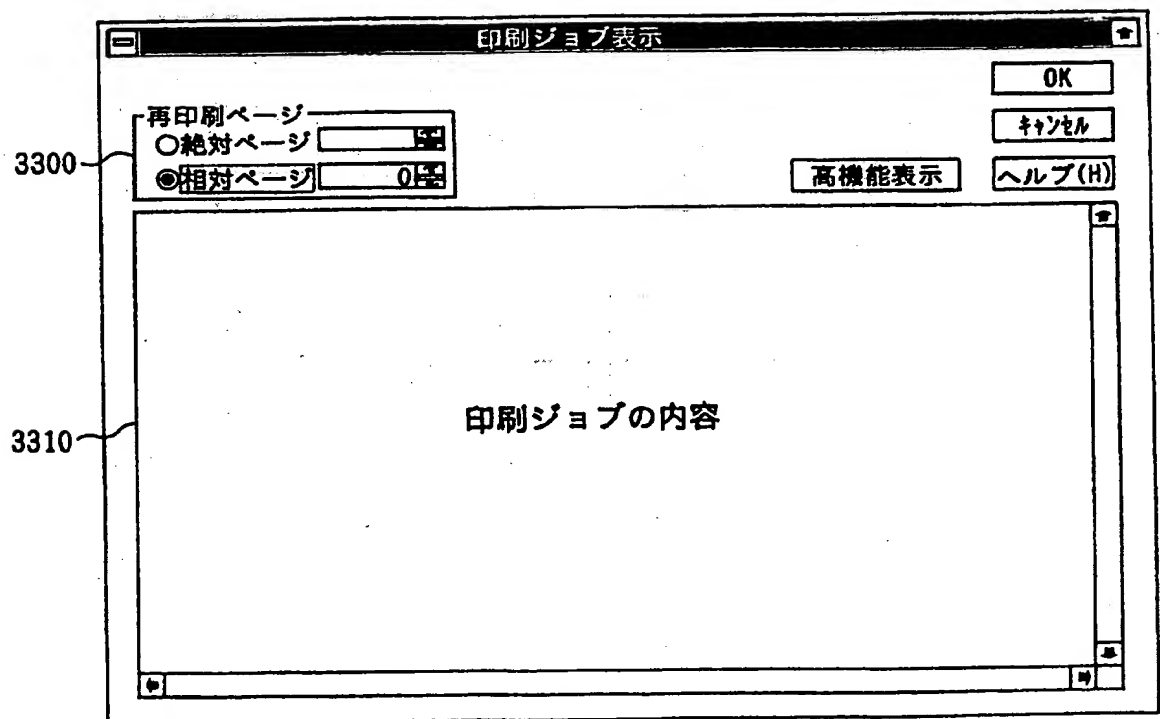 印刷ジョブ表示
OK
再印刷ページ
キャンセル
○絶対ページ
3300
◉相対ページ 0
高機能表示
ヘルプ(H)
3310
印刷ジョブの内容